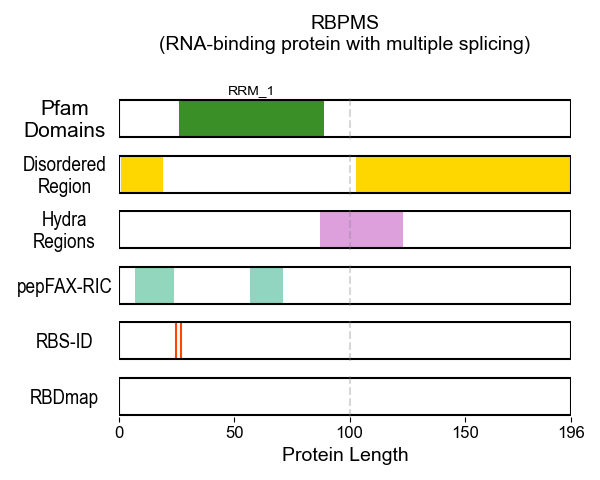 RBPMS
(RNA-binding protein with multiple splicing)
RRM_1
Pfam
Domains
Disordered
Region
Hydra
Regions
pepFAX-RIC
RBS-ID
RBDmap
0 50 100 150 196
Protein Length